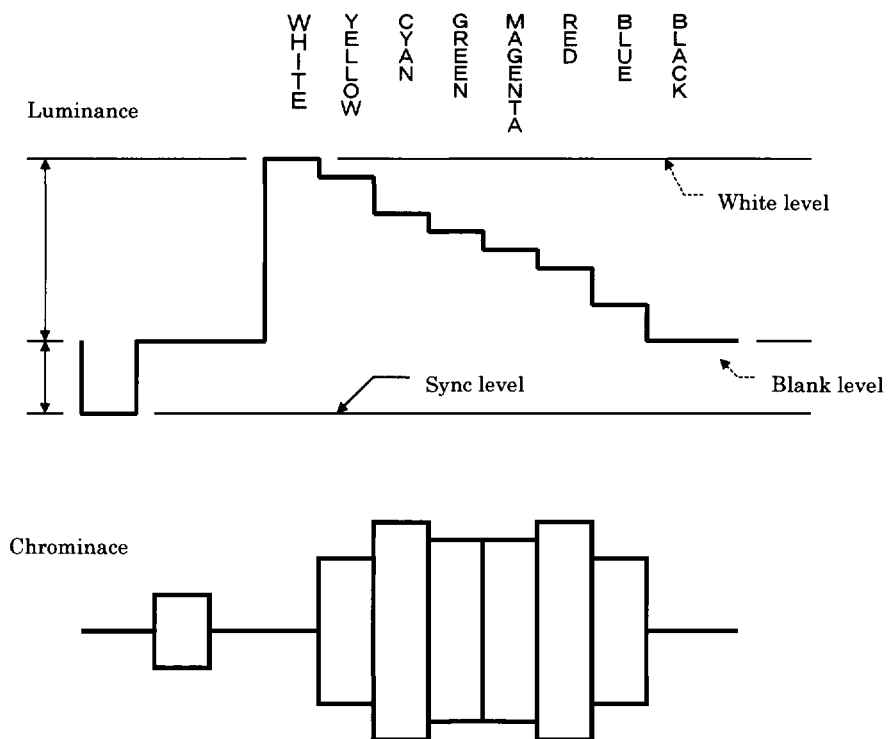 WHITE
YELLOW
CYAN
GREEN
MAGENTA
RED
BLUE
BLACK
Luminance
White level
Sync level
Blank level
Chrominace